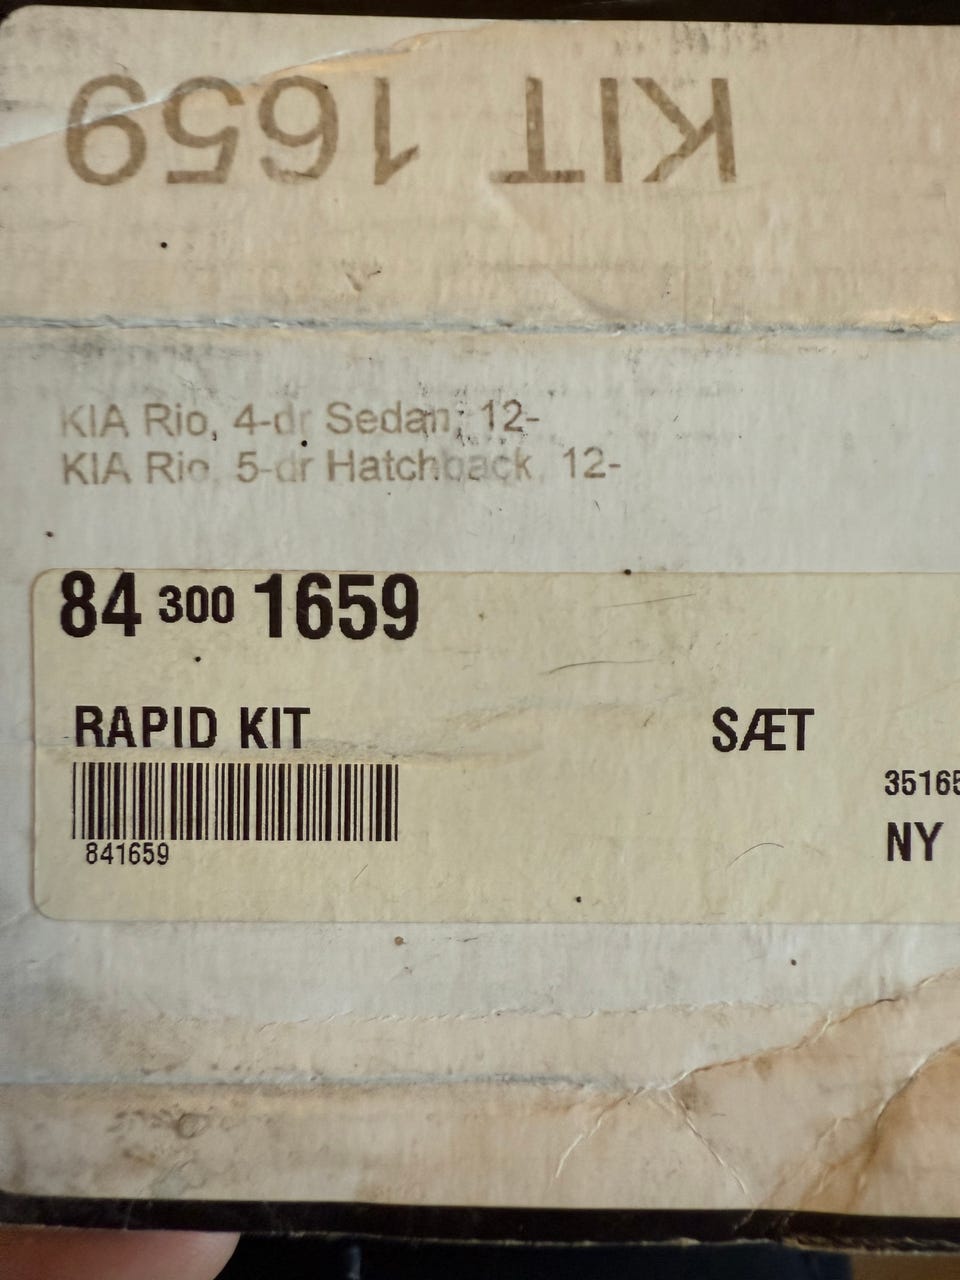 KIT 1659
KIA Rio, 4-dr Sedan, 12-
KIA Rio, 5-dr Hatchback, 12-
84 300 1659
RAPID KIT SÆT
35165
841659
NY